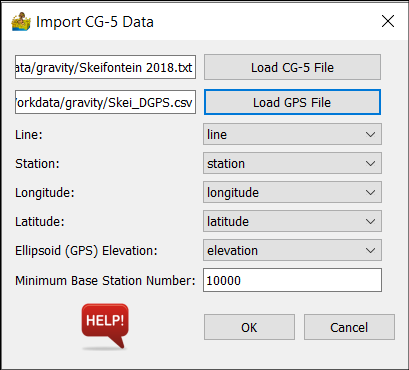 Import CG-5 Data
ata/gravity/Skeifontein 2018.txt Load CG-5 File
orkdata/gravity/Skei_DGPS.csv Load GPS File
Line: line
Station: station
Longitude: longitude
Latitude: latitude
Ellipsoid (GPS) Elevation: elevation
Minimum Base Station Number: 10000
HELP! OK Cancel